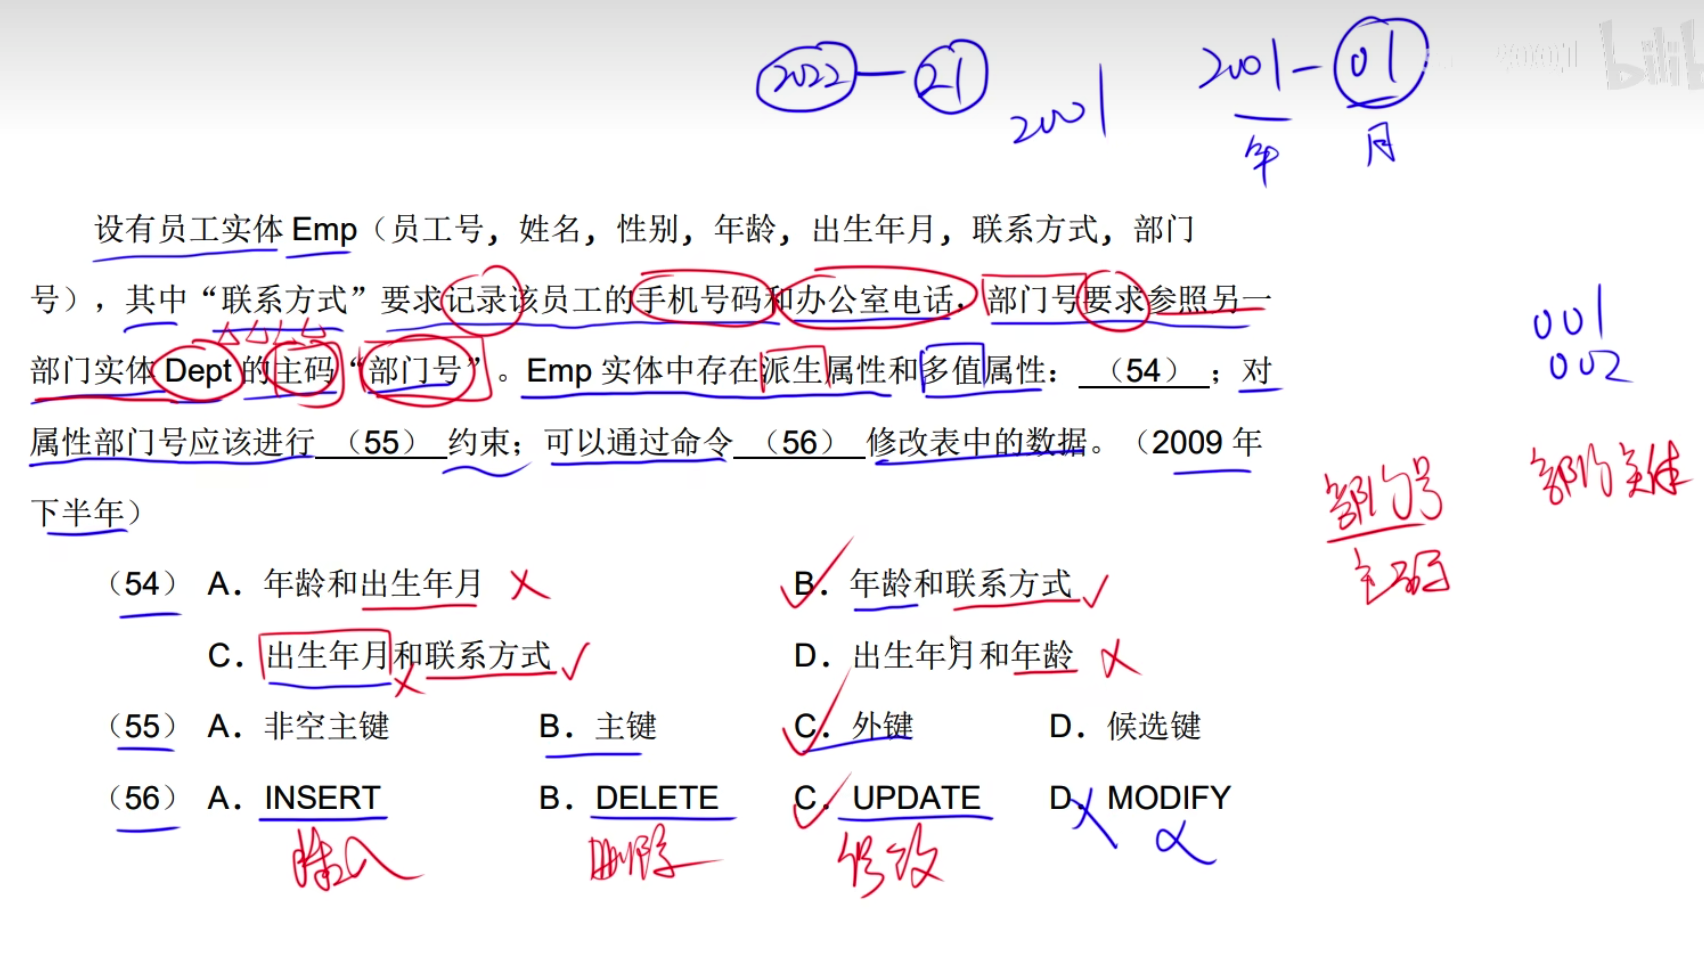 2022—21
2001
2001-01
年 月
bilib
设有员工实体 Emp（员工号，姓名，性别，年龄，出生年月，联系方式，部门
号），其中“联系方式”要求记录该员工的手机号码和办公室电话，部门号要求参照另一
部门实体 Dept 的主码“部门号”。Emp 实体中存在派生属性和多值属性：（54）；对
属性部门号应该进行（55）约束；可以通过命令（56）修改表中的数据。（2009 年
下半年）
001
002
部门号
主码
（54） A．年龄和出生年月 B．年龄和联系方式
C．出生年月和联系方式 D．出生年月和年龄
（55） A．非空主键 B．主键 C．外键 D．候选键
（56） A．INSERT B．DELETE C．UPDATE D．MODIFY
插入 删除 修改